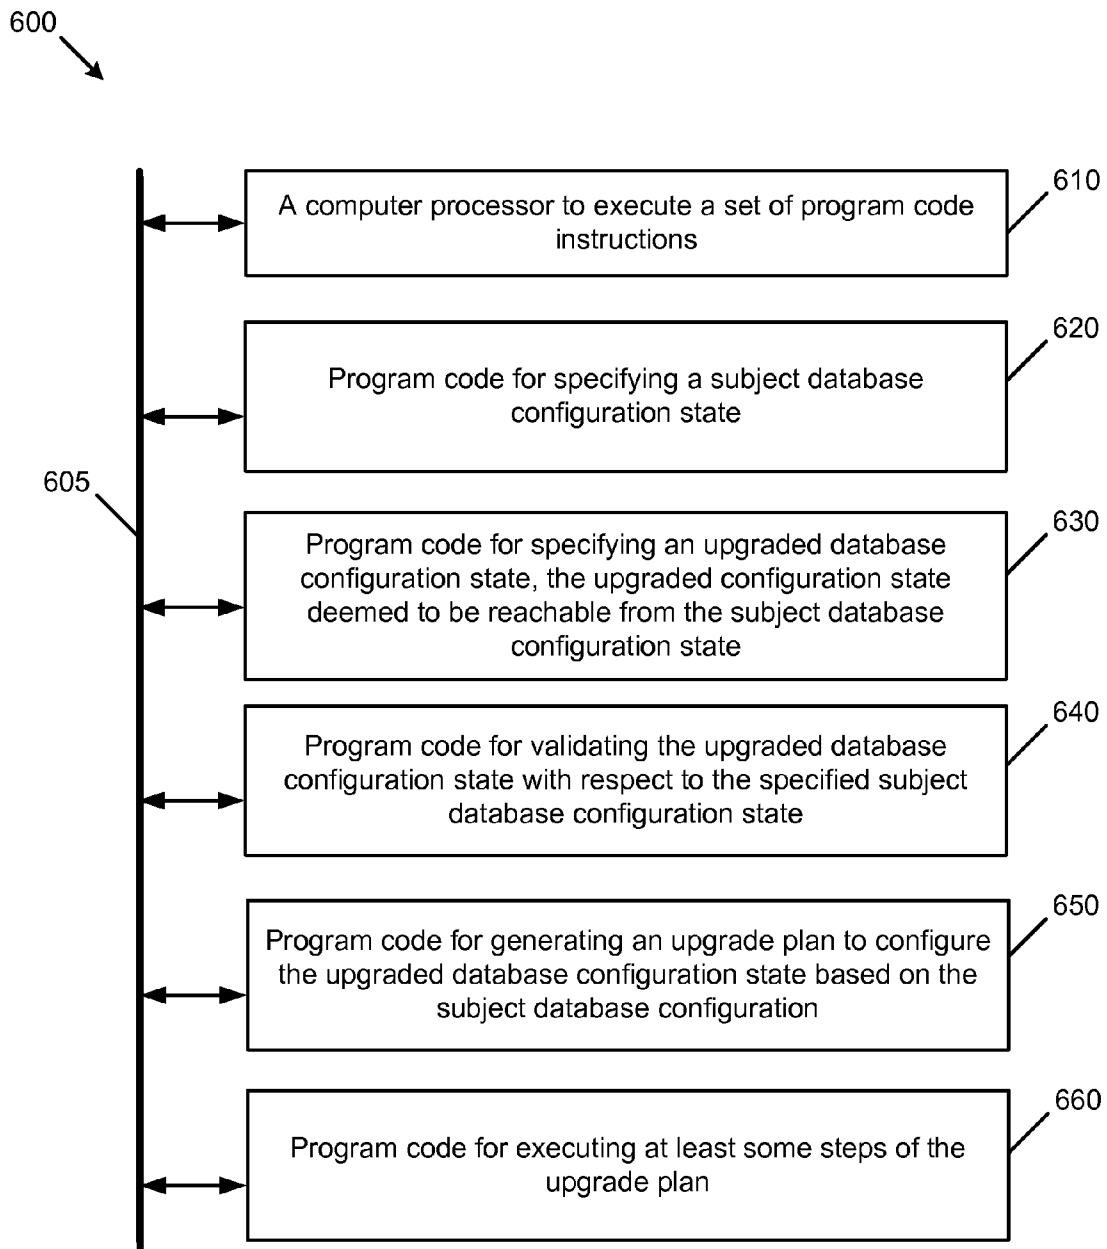 600
A computer processor to execute a set of program code
instructions
610
Program code for specifying a subject database
configuration state
620
605
Program code for specifying an upgraded database
configuration state, the upgraded configuration state
deemed to be reachable from the subject database
configuration state
630
Program code for validating the upgraded database
configuration state with respect to the specified subject
database configuration state
640
Program code for generating an upgrade plan to configure
the upgraded database configuration state based on the
subject database configuration
650
Program code for executing at least some steps of the
upgrade plan
660